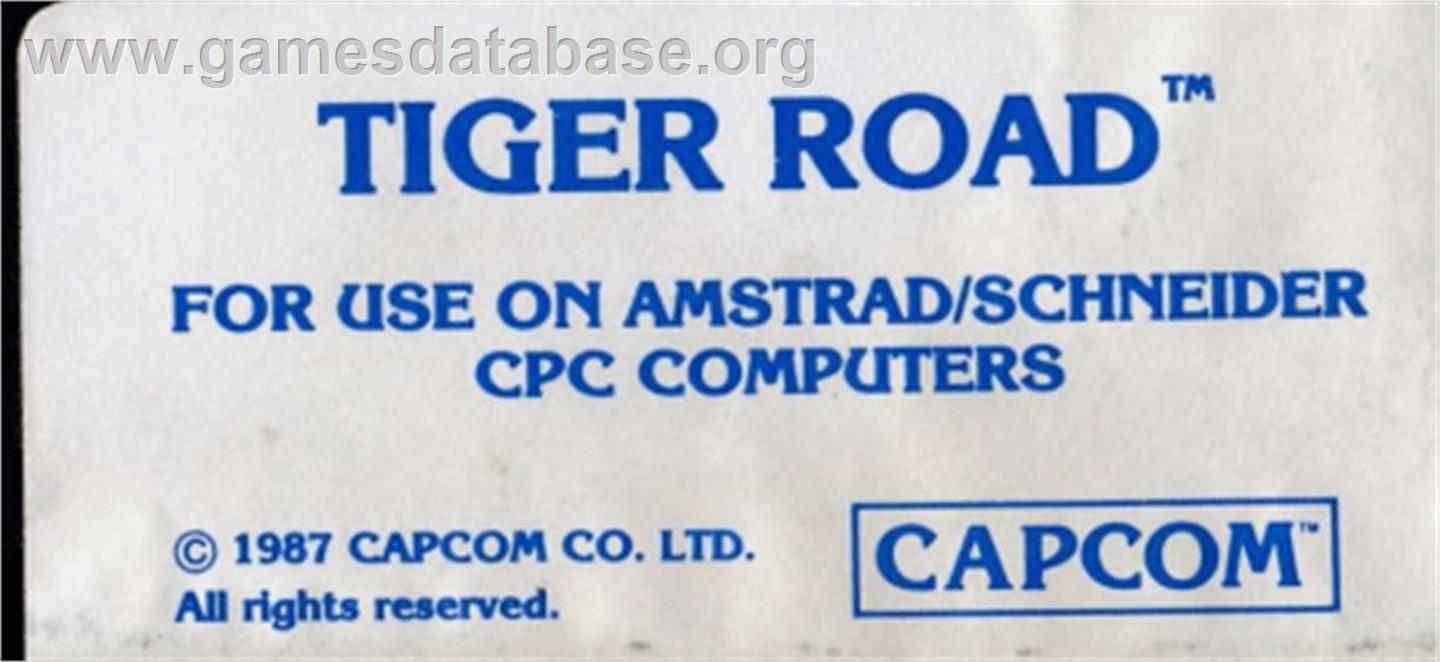 www.gamesdatabase.org
TIGER ROAD™
FOR USE ON AMSTRAD/SCHNEIDER
CPC COMPUTERS
© 1987 CAPCOM CO. LTD.
All rights reserved.
CAPCOM™